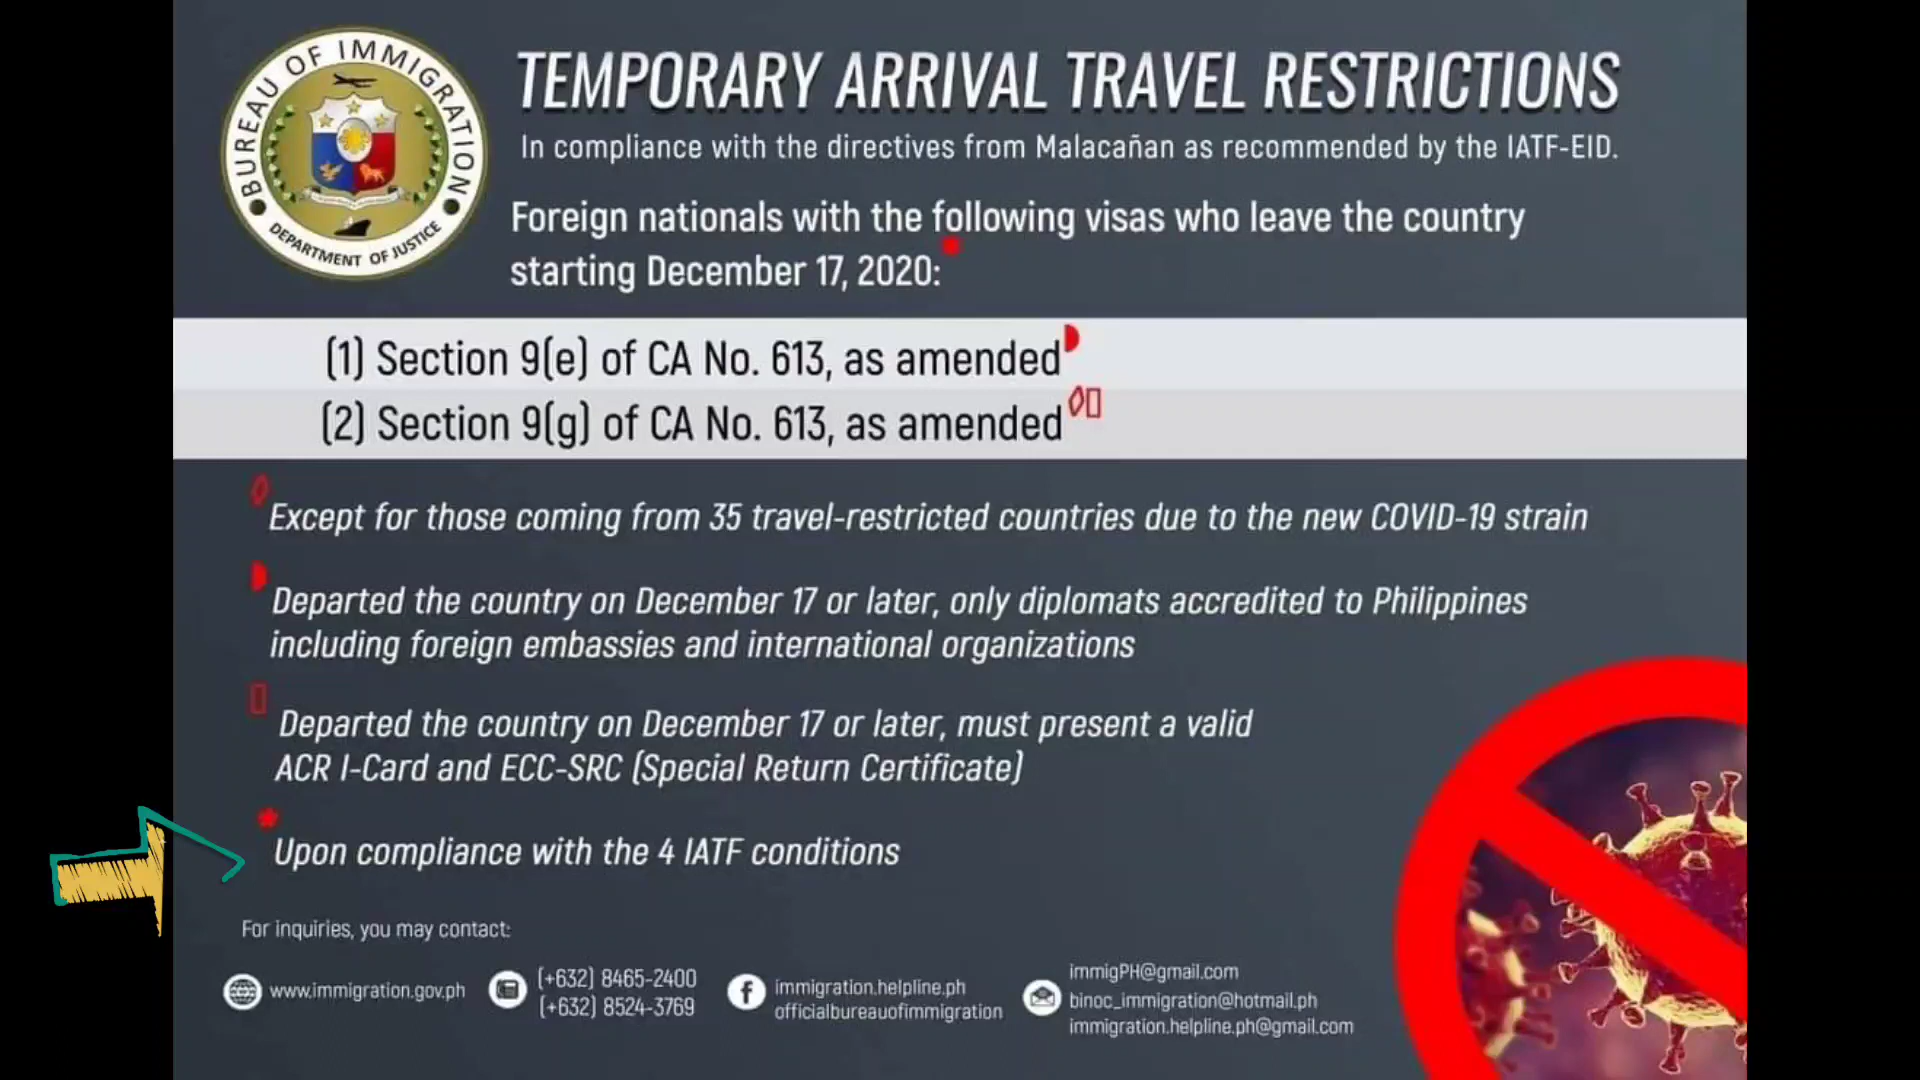 BUREAU OF IMMIGRATION
DEPARTMENT OF JUSTICE
TEMPORARY ARRIVAL TRAVEL RESTRICTIONS
In compliance with the directives from Malacañan as recommended by the IATF-EID.
Foreign nationals with the following visas who leave the country
starting December 17, 2020:*
(1) Section 9(e) of CA No. 613, as amended
(2) Section 9(g) of CA No. 613, as amended
Except for those coming from 35 travel-restricted countries due to the new COVID-19 strain
Departed the country on December 17 or later, only diplomats accredited to Philippines
including foreign embassies and international organizations
Departed the country on December 17 or later, must present a valid
ACR I-Card and ECC-SRC (Special Return Certificate)
*Upon compliance with the 4 IATF conditions
For inquiries, you may contact:
www.immigration.gov.ph
(+632) 8465-2400
(+632) 8524-3769
immigration.helpline.ph
officialbureauofimmigration
immigPH@gmail.com
binoc_immigration@hotmail.ph
immigration.helpline.ph@gmail.com